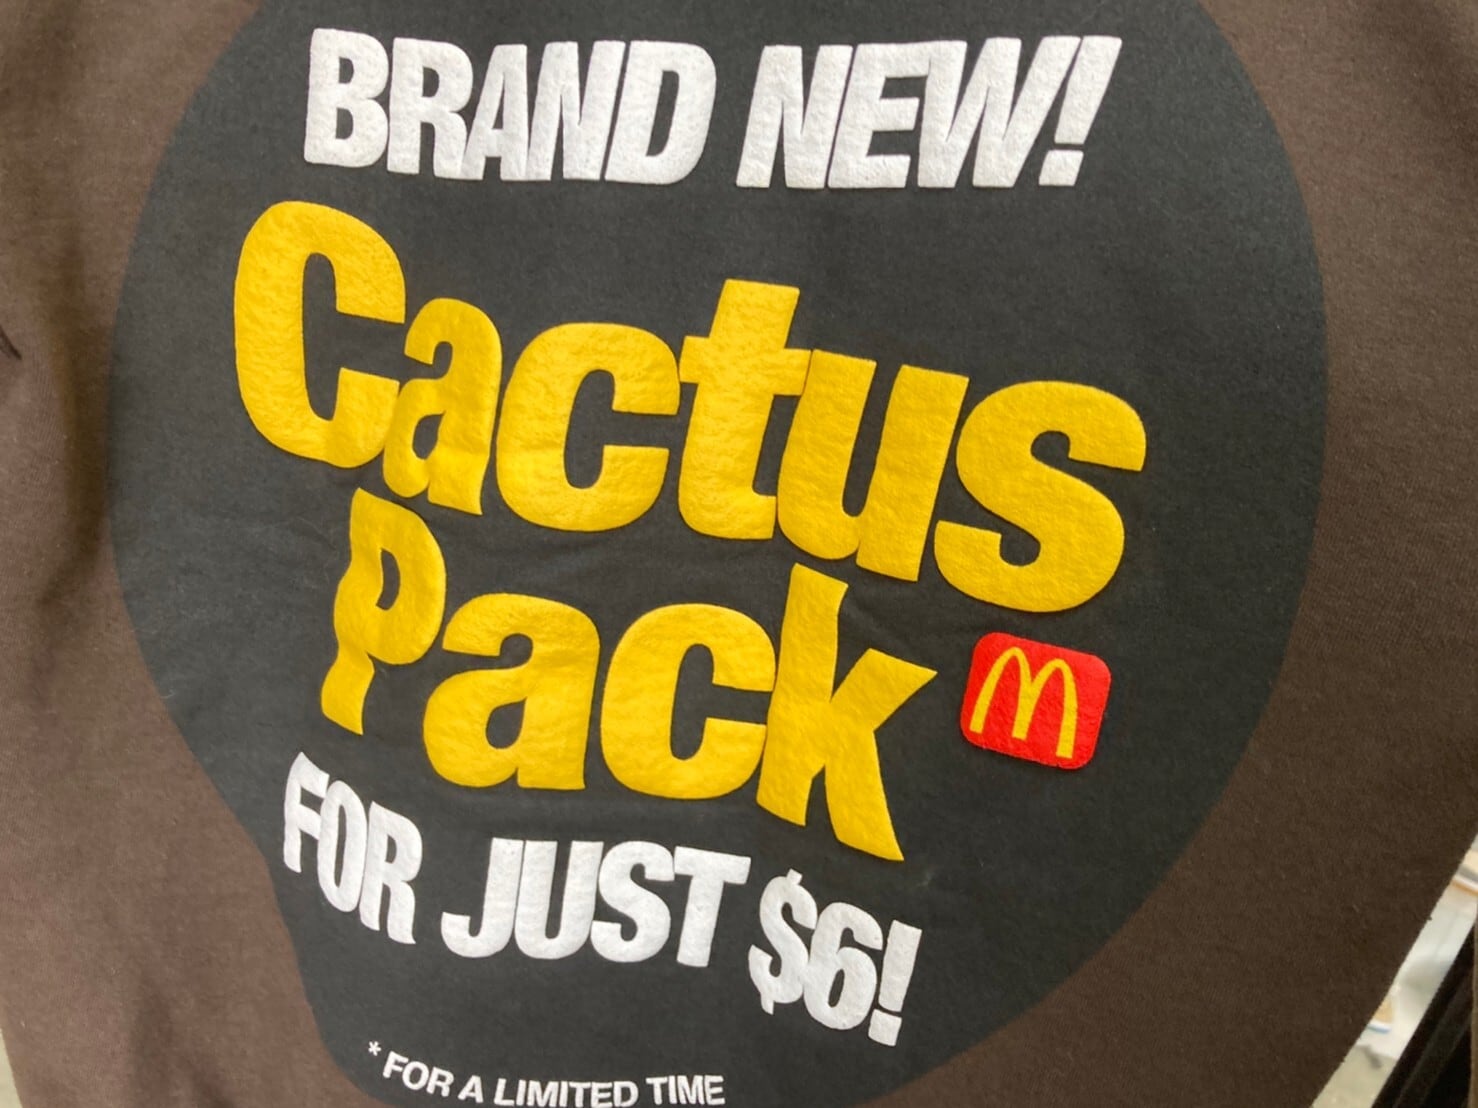 BRAND NEW!
Cactus
Pack
M
FOR JUST $6!
* FOR A LIMITED TIME